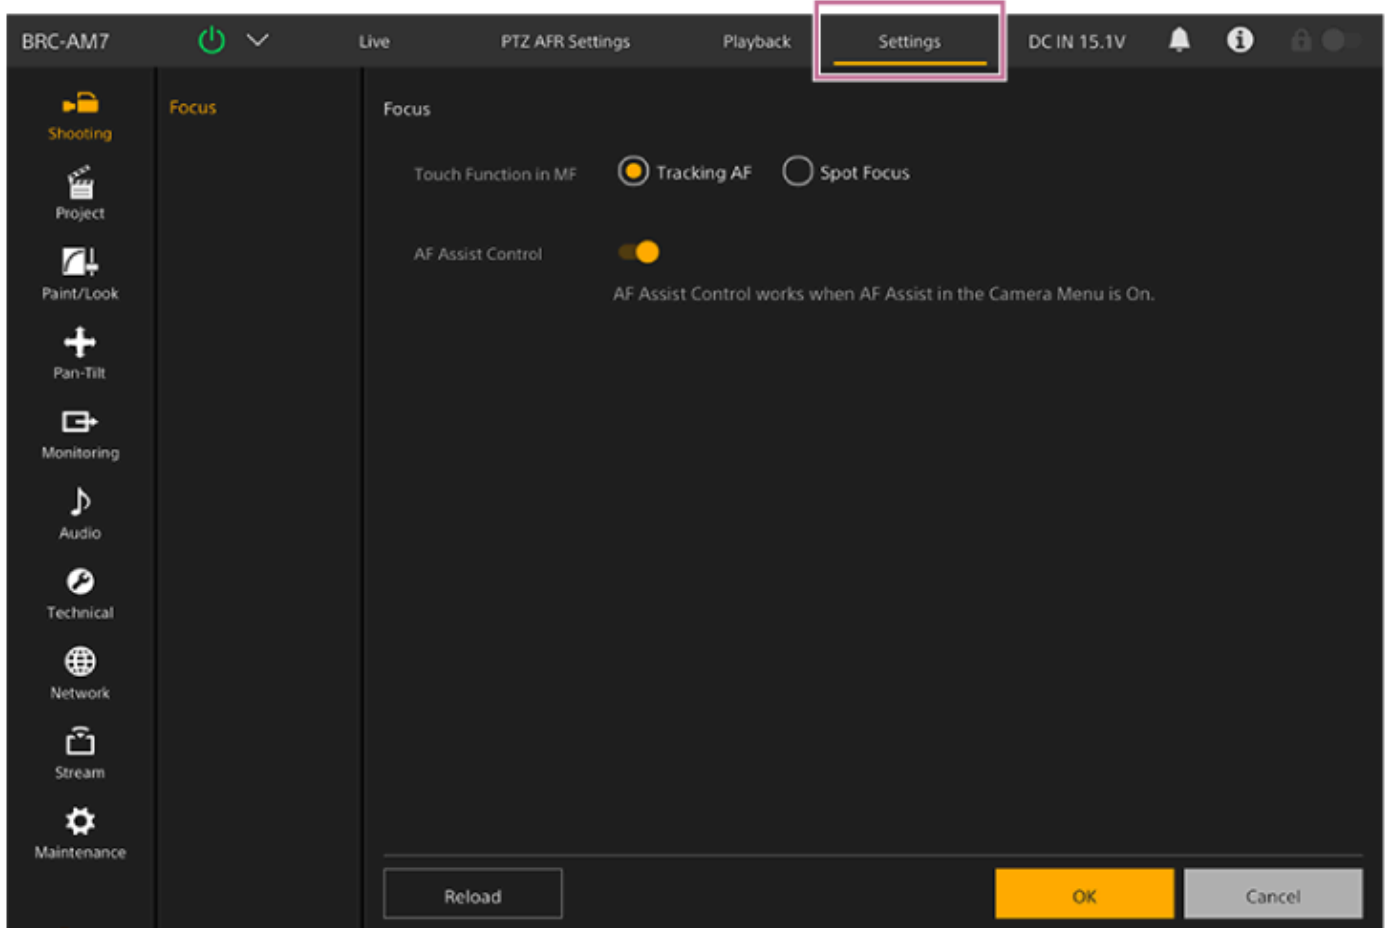 BRC-AM7 Live PTZ AFR Settings Playback Settings DC IN 15.1V
Shooting
Project
Paint/Look
Pan-Tilt
Monitoring
Audio
Technical
Network
Stream
Maintenance
Focus
Focus
Touch Function in MF Tracking AF Spot Focus
AF Assist Control
AF Assist Control works when AF Assist in the Camera Menu is On.
Reload OK Cancel